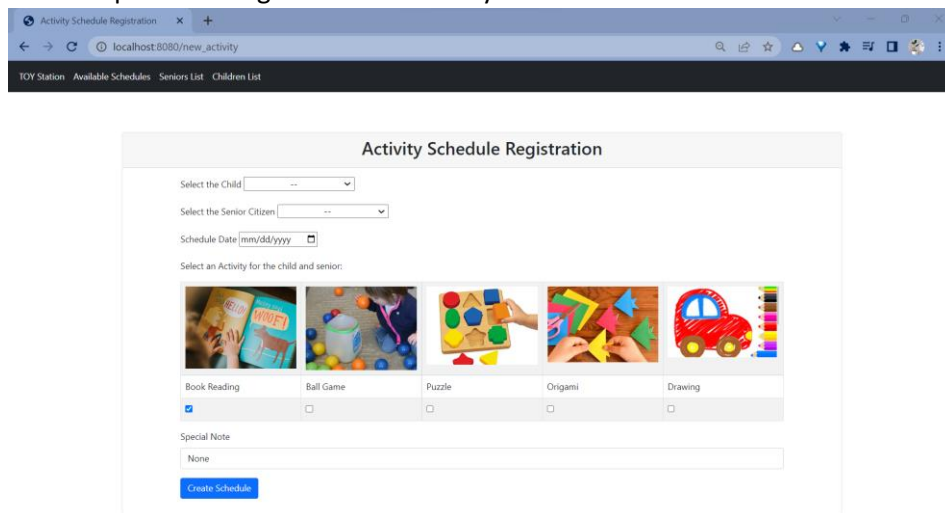 Activity Schedule Registration
localhost:8080/new_activity
TOY Station Available Schedules Seniors List Children List
Activity Schedule Registration
Select the Child --
Select the Senior Citizen --
Schedule Date mm/dd/yyyy
Select an Activity for the child and senior:
HELLO WOOF!
Book Reading Ball Game Puzzle Origami Drawing
Special Note
None
Create Schedule